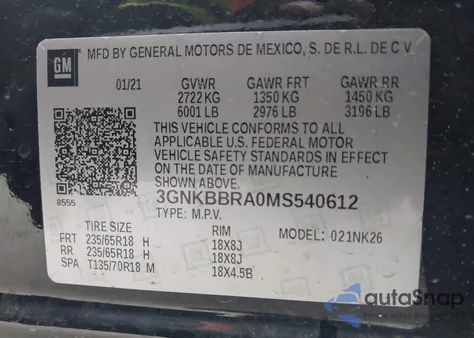 GM
MFD BY GENERAL MOTORS DE MEXICO, S. DE R.L. DE C V
01/21 GVWR GAWR FRT GAWR RR
2722 KG 1350 KG 1450 KG
6001 LB 2976 LB 3196 LB
THIS VEHICLE CONFORMS TO ALL
APPLICABLE U.S. FEDERAL MOTOR
VEHICLE SAFETY STANDARDS IN EFFECT
ON THE DATE OF MANUFACTURE
SHOWN ABOVE.
8555 3GNKBBRA0MS540612
TYPE: M.P.V.
TIRE SIZE RIM MODEL: 021NK26
FRT 235/65R18 H 18X8J
RR 235/65R18 H 18X8J
SPA T135/70R18 M 18X4.5B
autoSnap